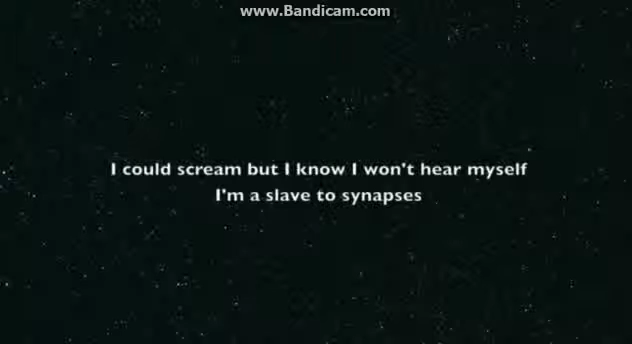 www.Bandicam.com
I could scream but I know I won't hear myself
I'm a slave to synapses